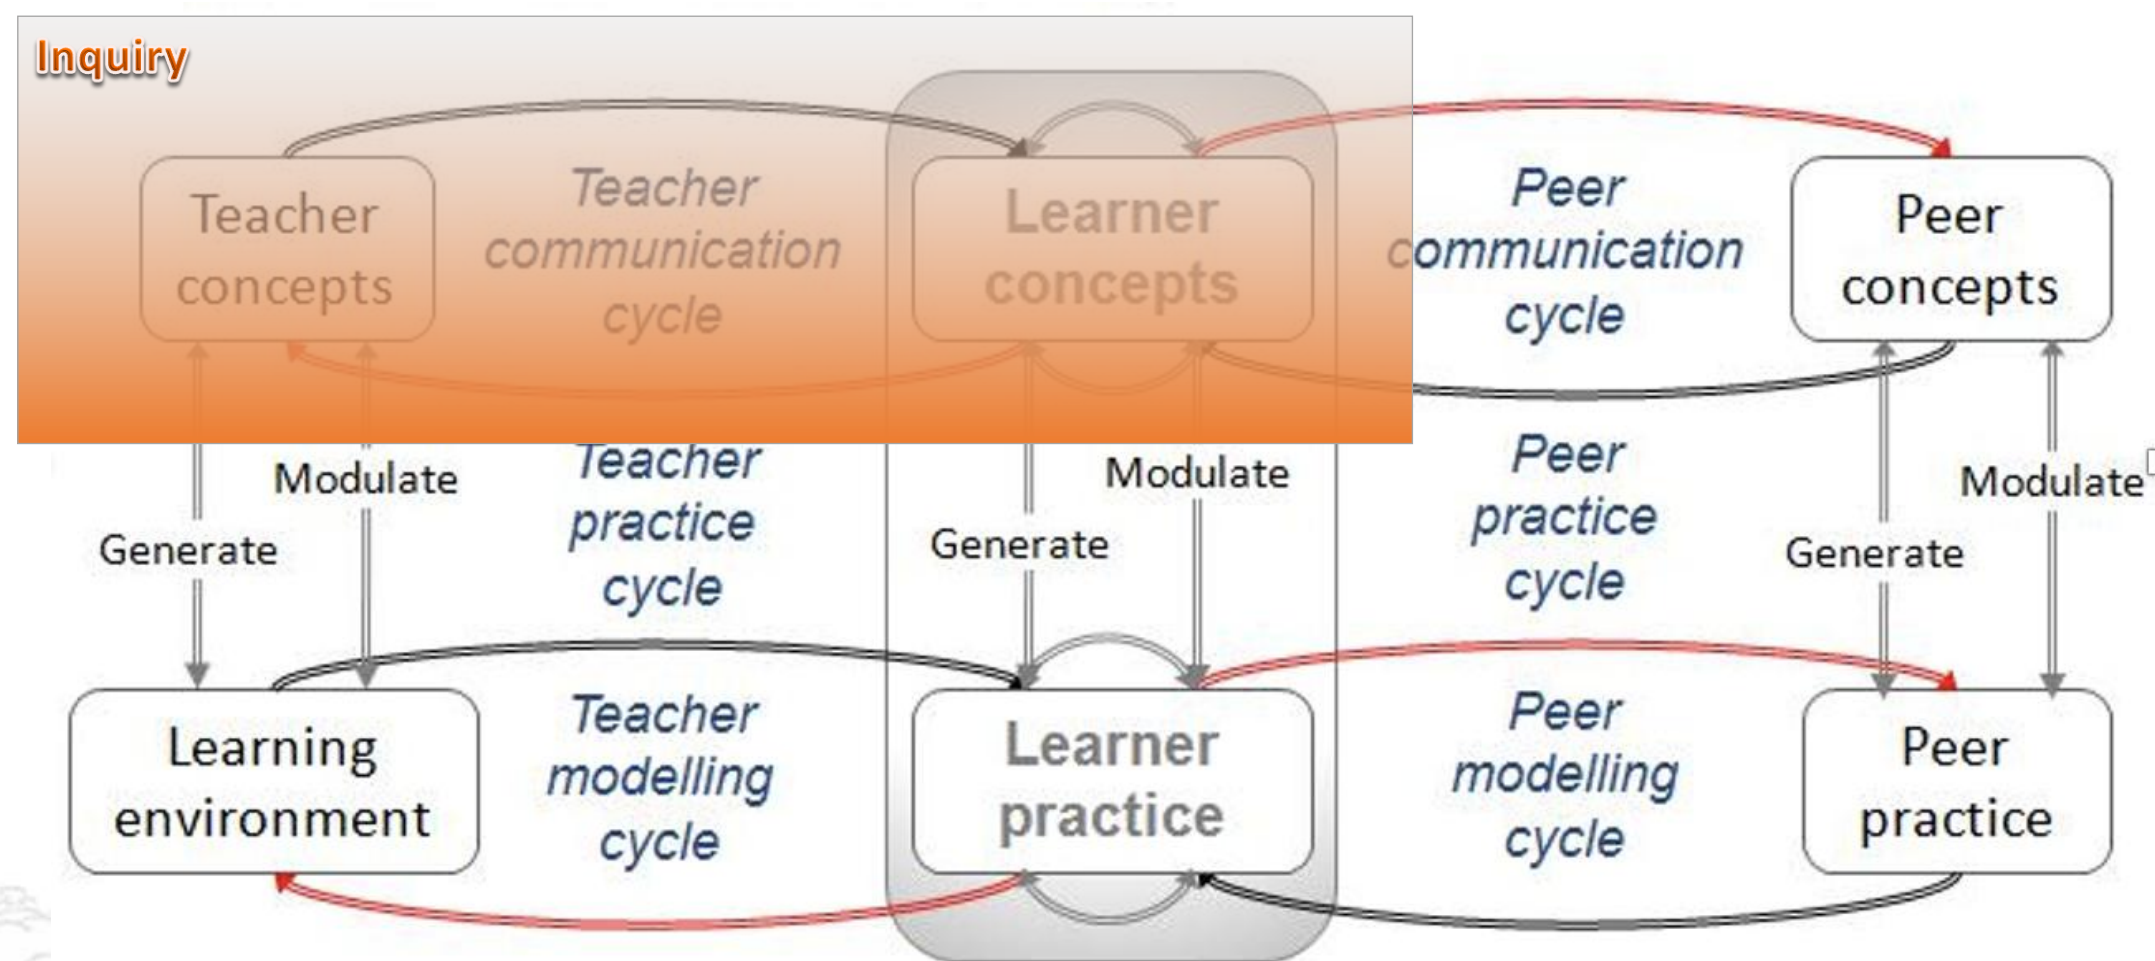 Inquiry
Teacher
concepts
Teacher
communication
cycle
Learner
concepts
Peer
communication
cycle
Peer
concepts
Generate
Modulate
Teacher
practice
cycle
Generate
Modulate
Peer
practice
cycle
Generate
Modulate
Learning
environment
Teacher
modelling
cycle
Learner
practice
Peer
modelling
cycle
Peer
practice